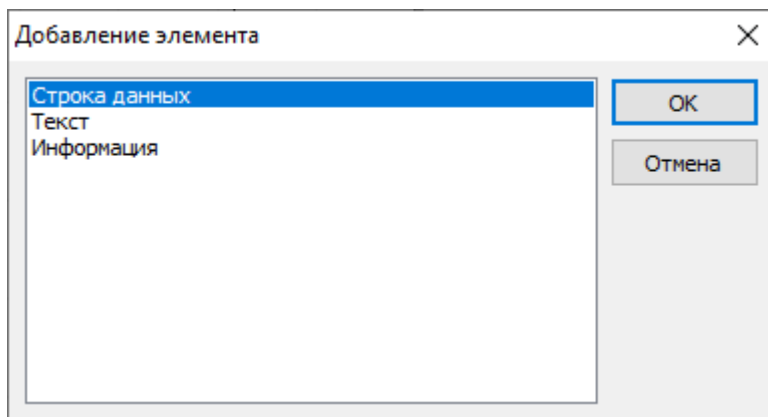 Добавление элемента
Строка данных
Текст
Информация
OK
Отмена